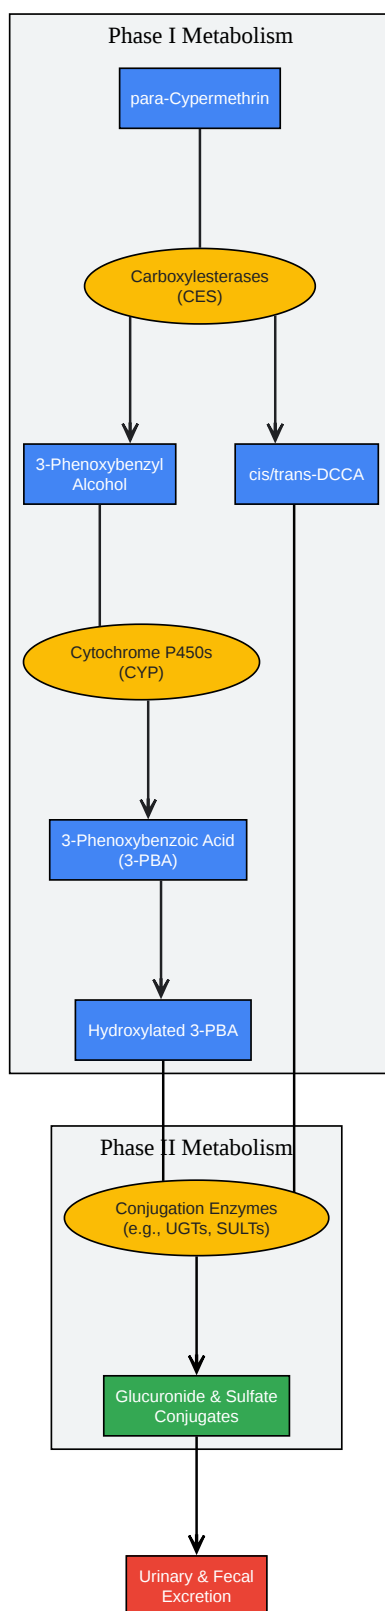 Phase I Metabolism
para-Cypermethrin
Carboxylesterases
(CES)
3-Phenoxybenzyl
Alcohol
cis/trans-DCCA
Cytochrome P450s
(CYP)
3-Phenoxybenzoic Acid
(3-PBA)
Hydroxylated 3-PBA
Phase II Metabolism
Conjugation Enzymes
(e.g., UGTs, SULTs)
Glucuronide & Sulfate
Conjugates
Urinary & Fecal
Excretion